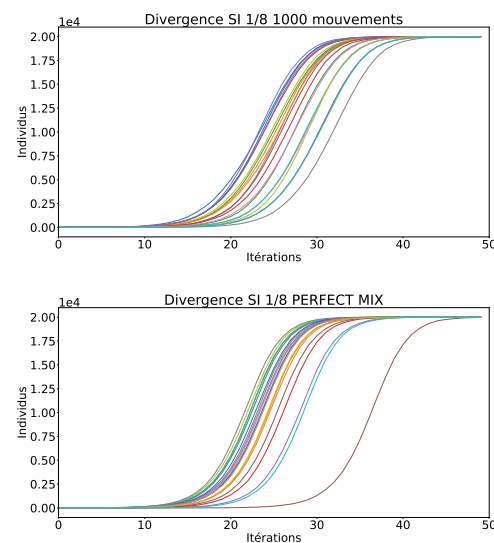 Divergence SI 1/8 1000 mouvements
1e4
2.00
1.75
1.50
1.25
1.00
0.75
0.50
0.25
0.00
Individus
0 10 20 30 40 50
Itérations
Divergence SI 1/8 PERFECT MIX
1e4
2.00
1.75
1.50
1.25
1.00
0.75
0.50
0.25
0.00
Individus
0 10 20 30 40 50
Itérations